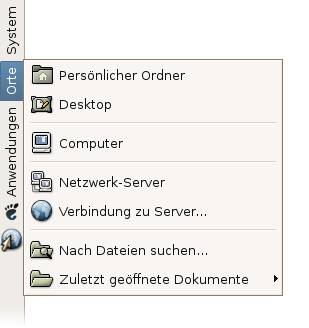 System
Orte
Anwendungen
Persönlicher Ordner
Desktop
Computer
Netzwerk-Server
Verbindung zu Server...
Nach Dateien suchen...
Zuletzt geöffnete Dokumente